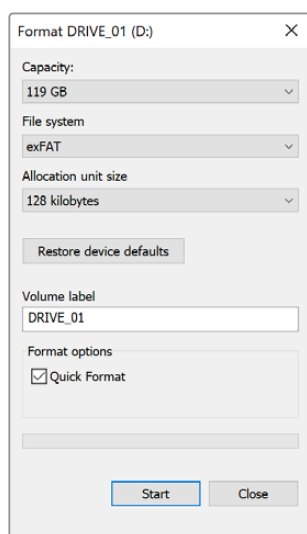 Format DRIVE_01 (D:)
Capacity:
119 GB
File system
exFAT
Allocation unit size
128 kilobytes
Restore device defaults
Volume label
DRIVE_01
Format options
Quick Format
Start
Close